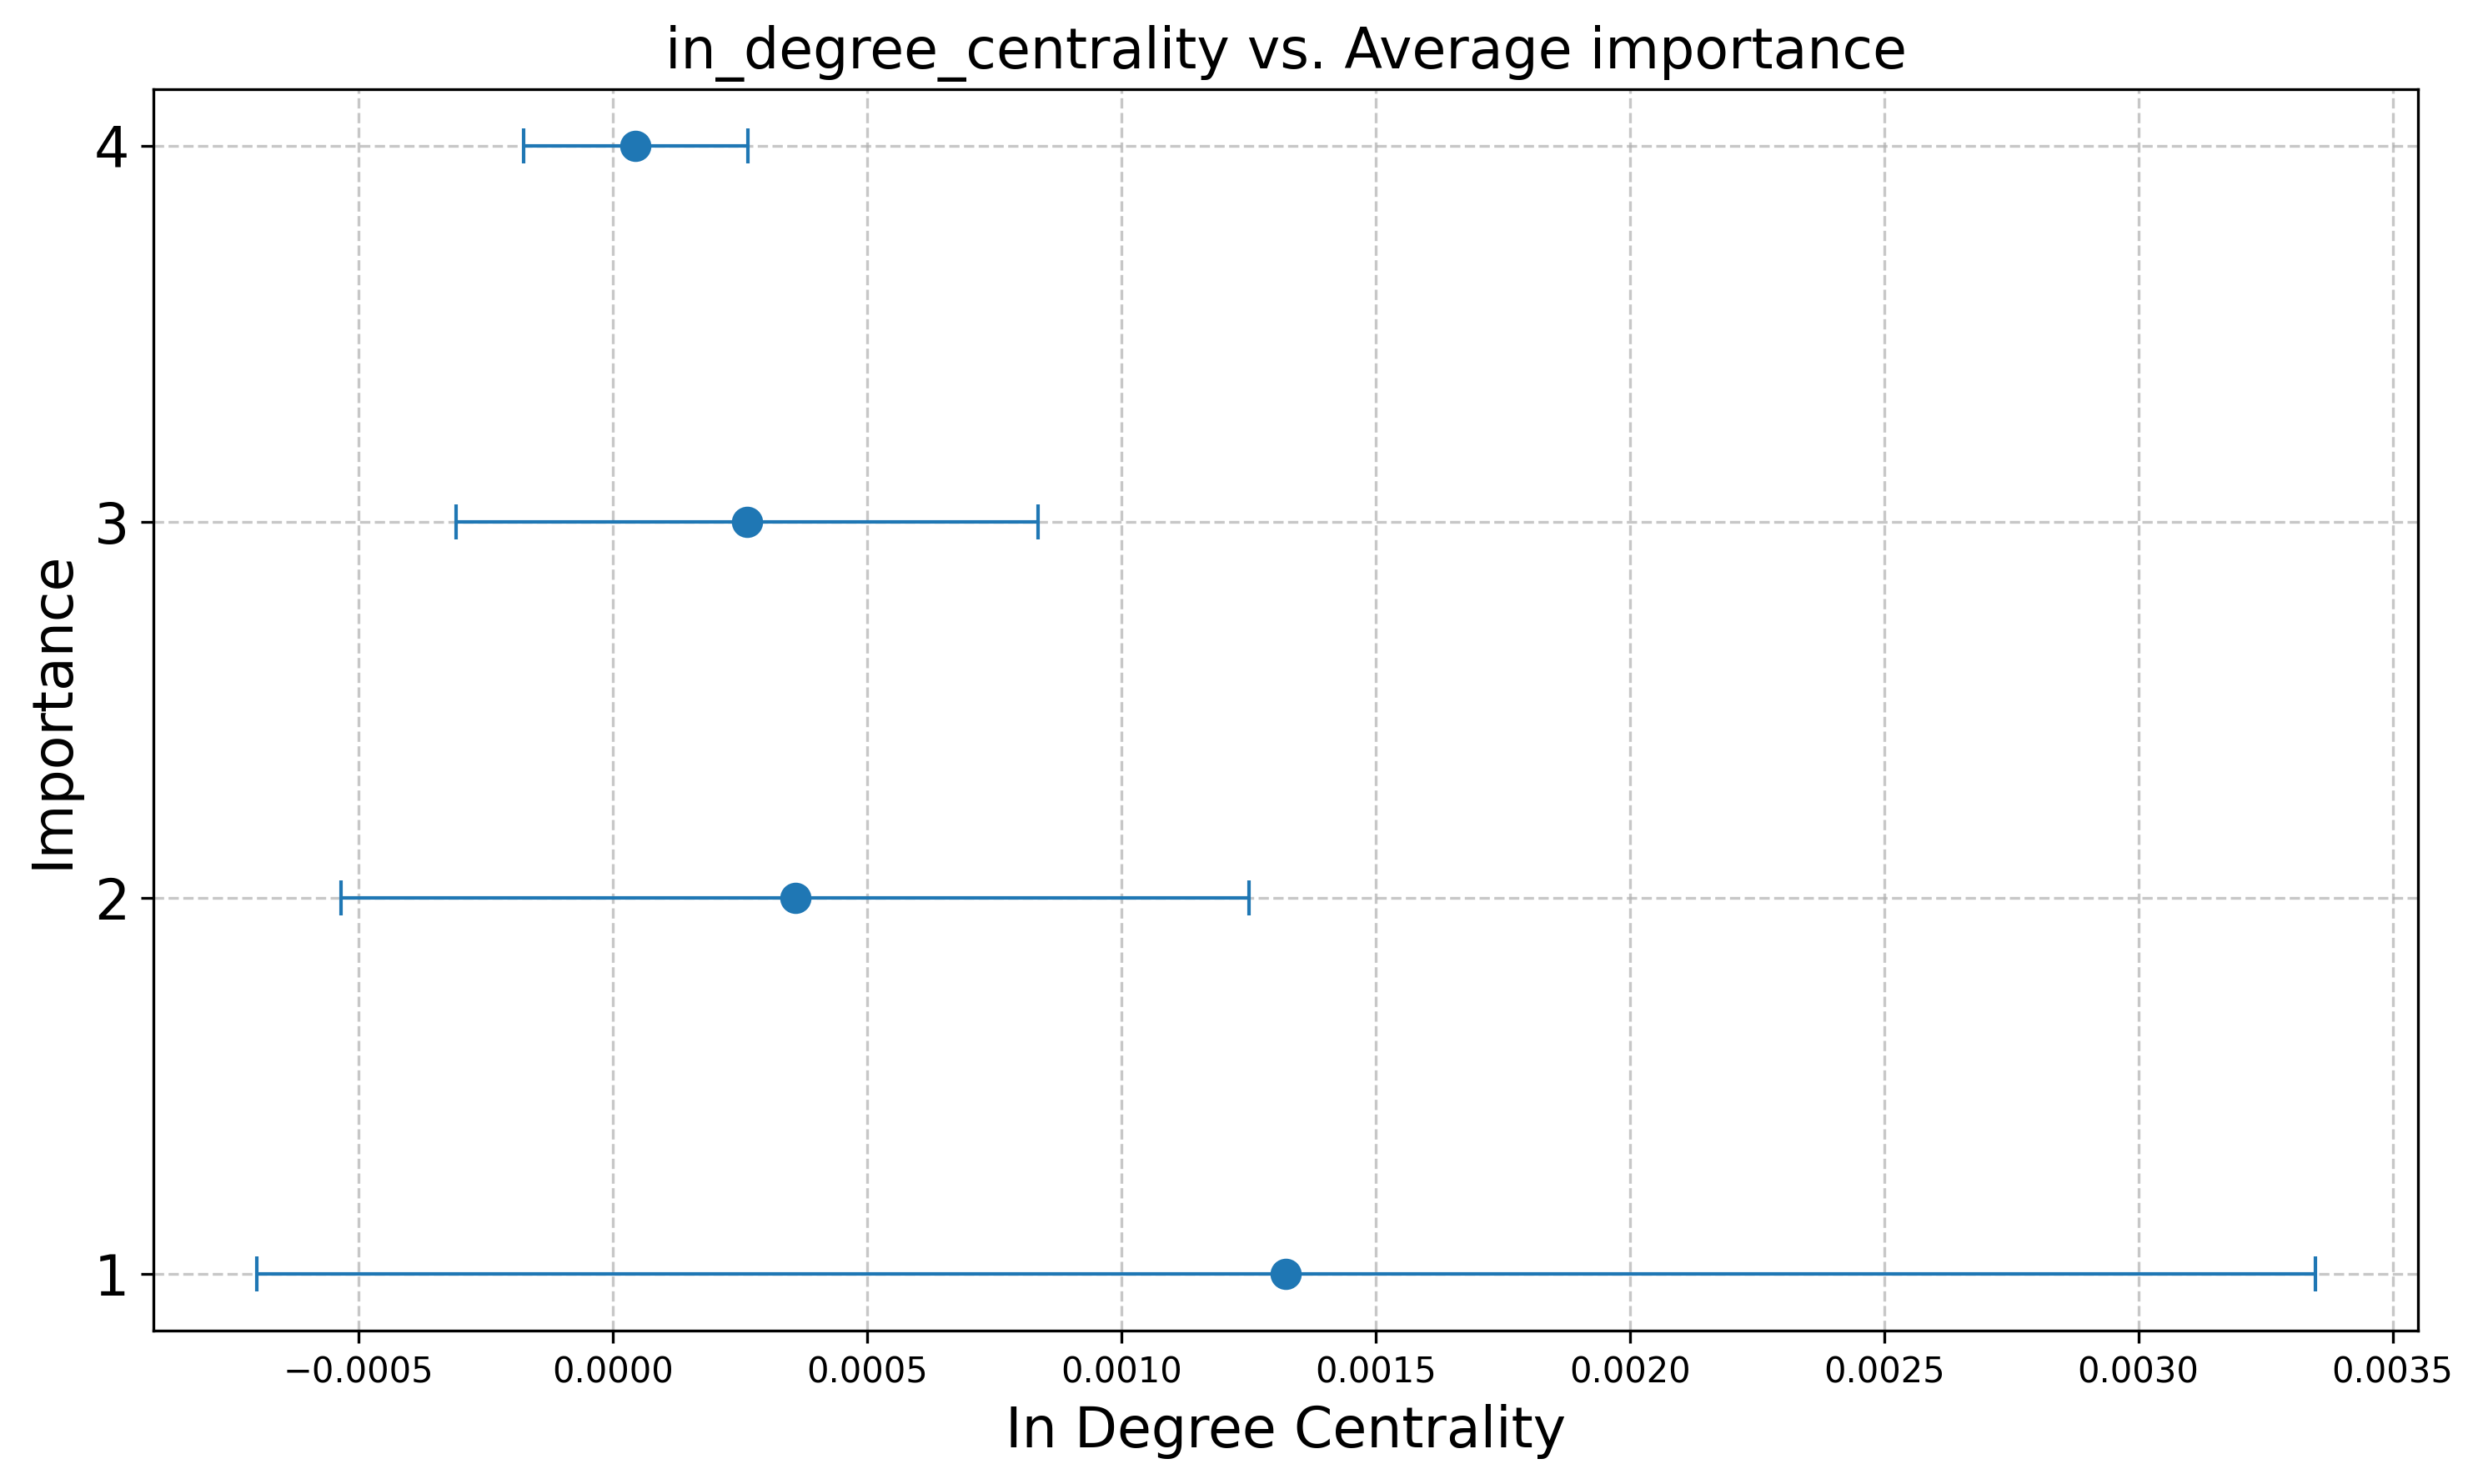 in_degree_centrality vs. Average importance
4
3
2
1
Importance
−0.0005 0.0000 0.0005 0.0010 0.0015 0.0020 0.0025 0.0030 0.0035
In Degree Centrality